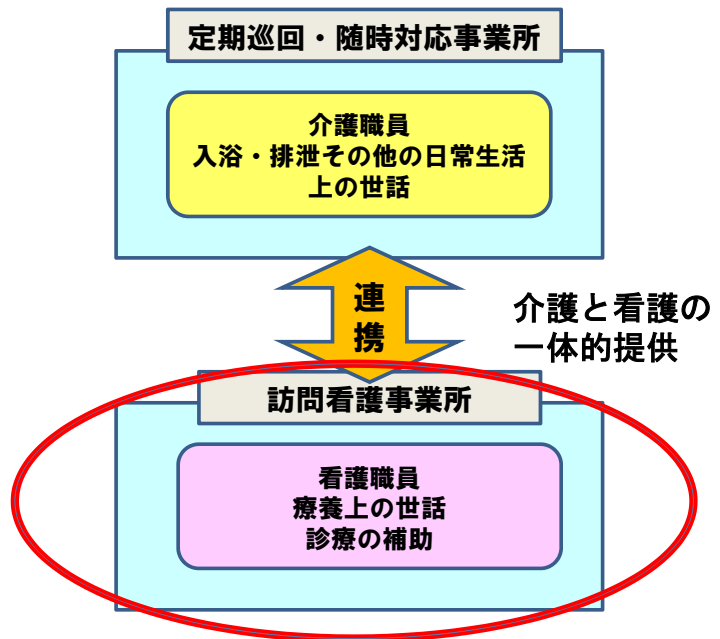 定期巡回・随時対応事業所
介護職員
入浴・排泄その他の日常生活
上の世話
連
携
介護と看護の
一体的提供
訪問看護事業所
看護職員
療養上の世話
診療の補助